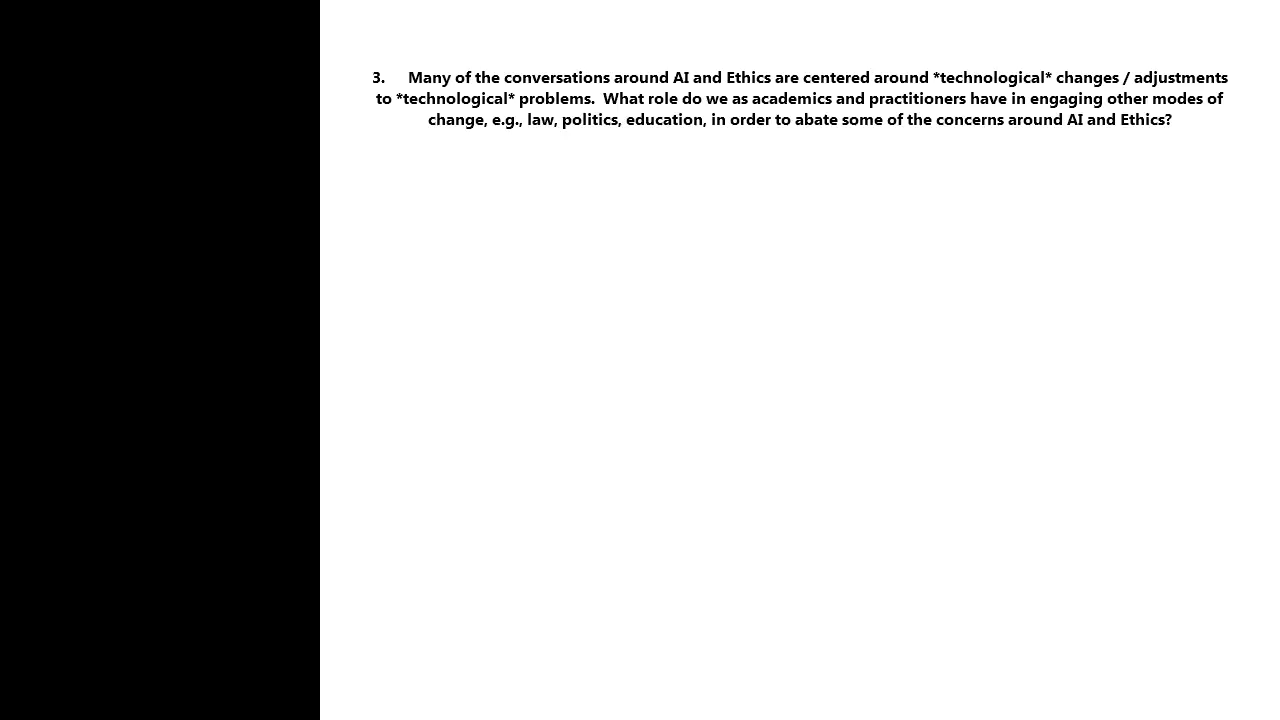 3. Many of the conversations around AI and Ethics are centered around *technological* changes / adjustments
to *technological* problems. What role do we as academics and practitioners have in engaging other modes of
change, e.g., law, politics, education, in order to abate some of the concerns around AI and Ethics?